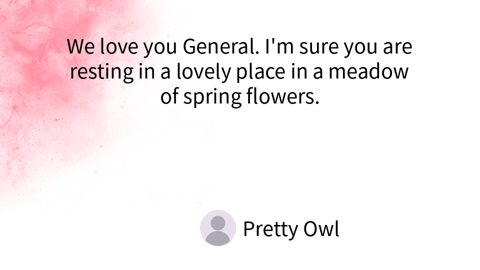 We love you General. I'm sure you are
resting in a lovely place in a meadow
of spring flowers.
Pretty Owl